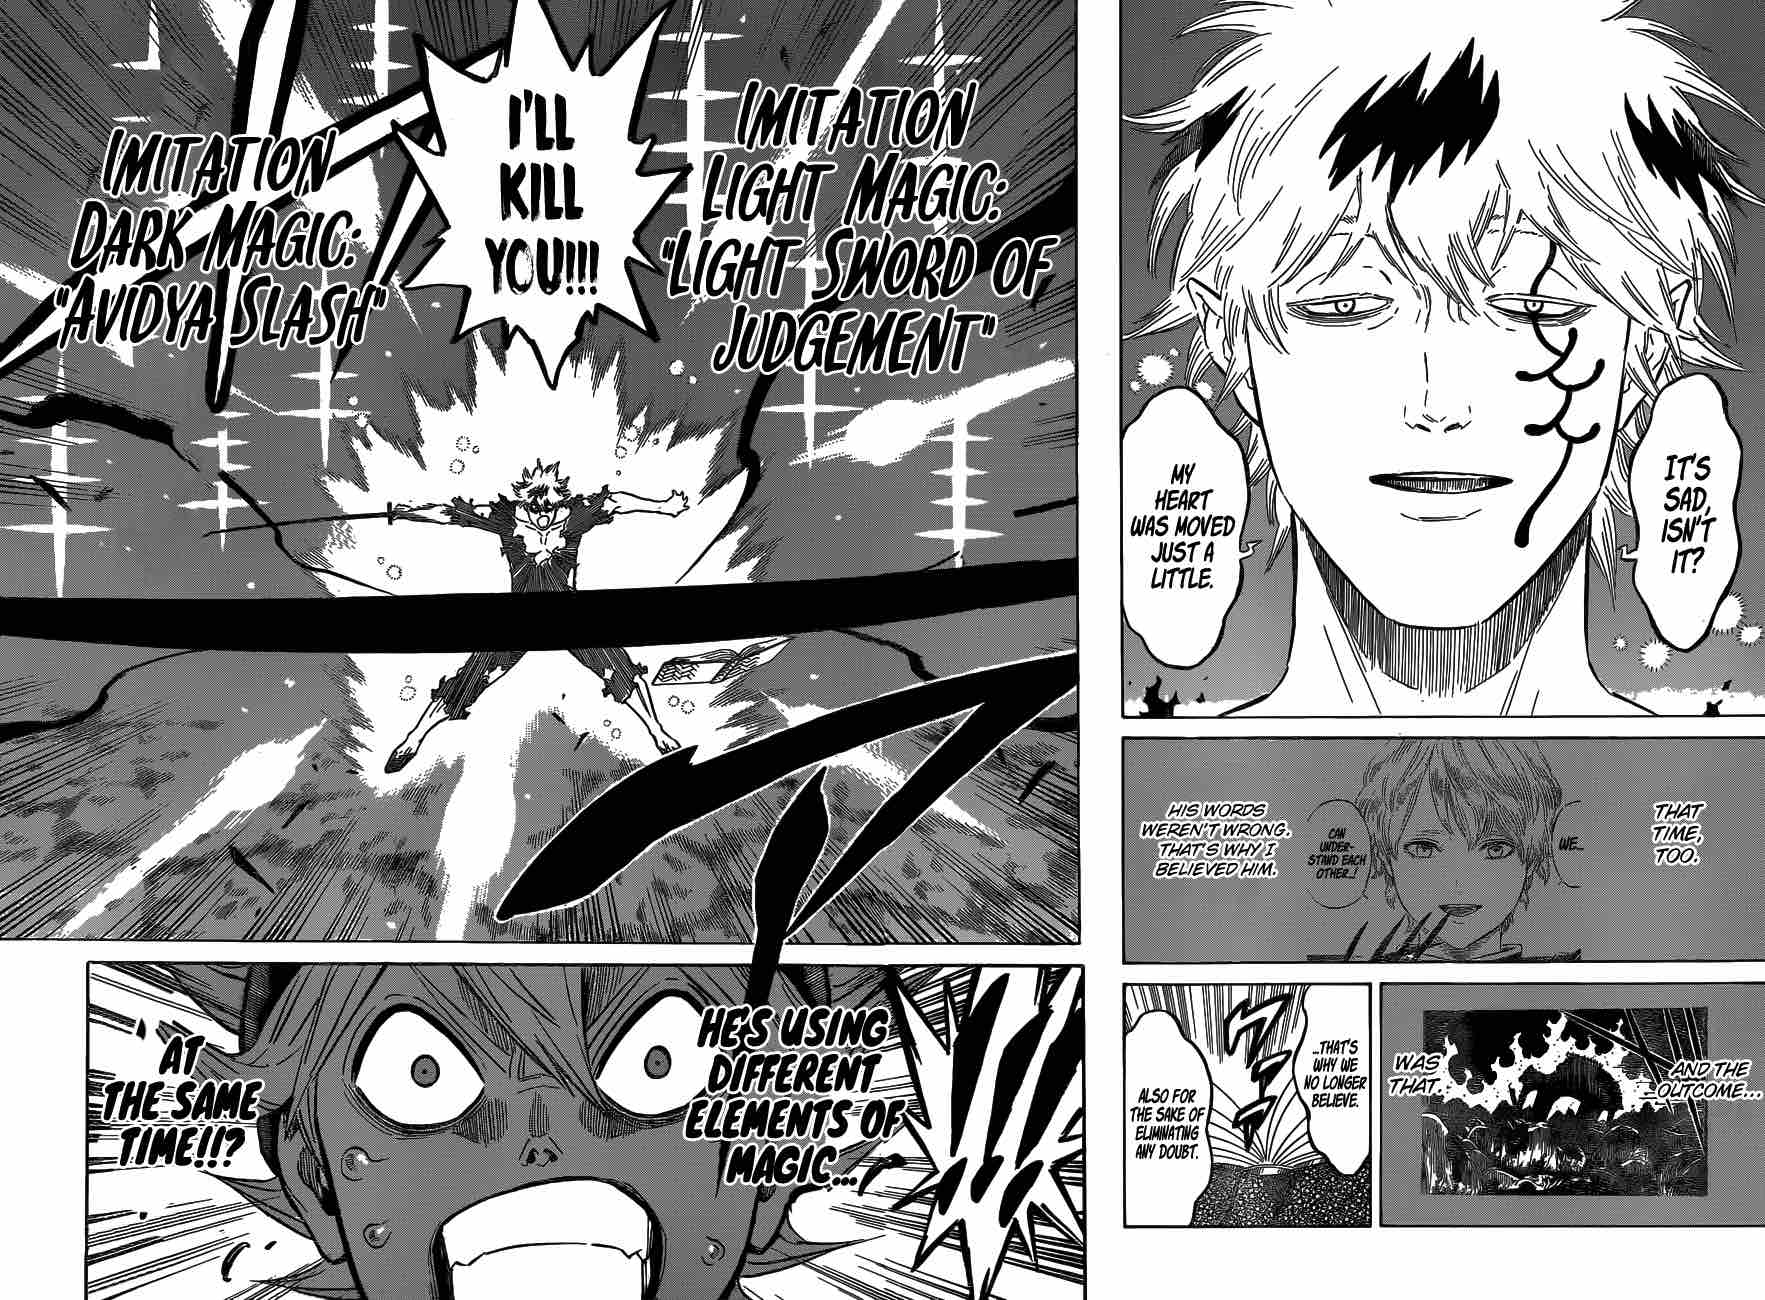 IT'S
SAD,
ISN'T
IT?
MY
HEART
WAS MOVED
JUST A
LITTLE.
THAT
TIME,
TOO.
WE...
CAN
UNDER-
STAND EACH
OTHER...!
HIS WORDS
WEREN'T WRONG.
THAT'S WHY I
BELIEVED HIM.
AND THE
OUTCOME...
WAS
THAT.
...THAT'S
WHY WE
NO LONGER
BELIEVE.
ALSO FOR
THE SAKE OF
ELIMINATING
ANY DOUBT.
IMITATION
LIGHT MAGIC:
"LIGHT SWORD OF
JUDGEMENT"
I'LL
KILL
YOU!!!
IMITATION
DARK MAGIC:
"AVIDYA SLASH"
!!!
HE'S USING
DIFFERENT
ELEMENTS OF
MAGIC...
AT
THE SAME
TIME!!?